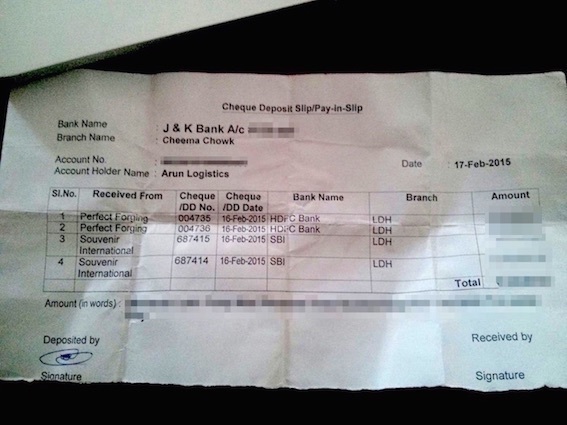 Cheque Deposit Slip/Pay-in-Slip
Bank Name : J & K Bank A/c
Branch Name : Cheema Chowk
Account No. :
Date : 17-Feb-2015
Account Holder Name : Arun Logistics
Sl.No. Received From Cheque /DD No. Cheque /DD Date Bank Name Branch Amount
1 Perfect Forging 004735 16-Feb-2015 HDFC Bank LDH
2 Perfect Forging 004736 16-Feb-2015 HDFC Bank LDH
3 Souvenir International 687415 16-Feb-2015 SBI LDH
4 Souvenir International 687414 16-Feb-2015 SBI LDH
Total
Amount (in words) :
Deposited by Received by
Signature Signature